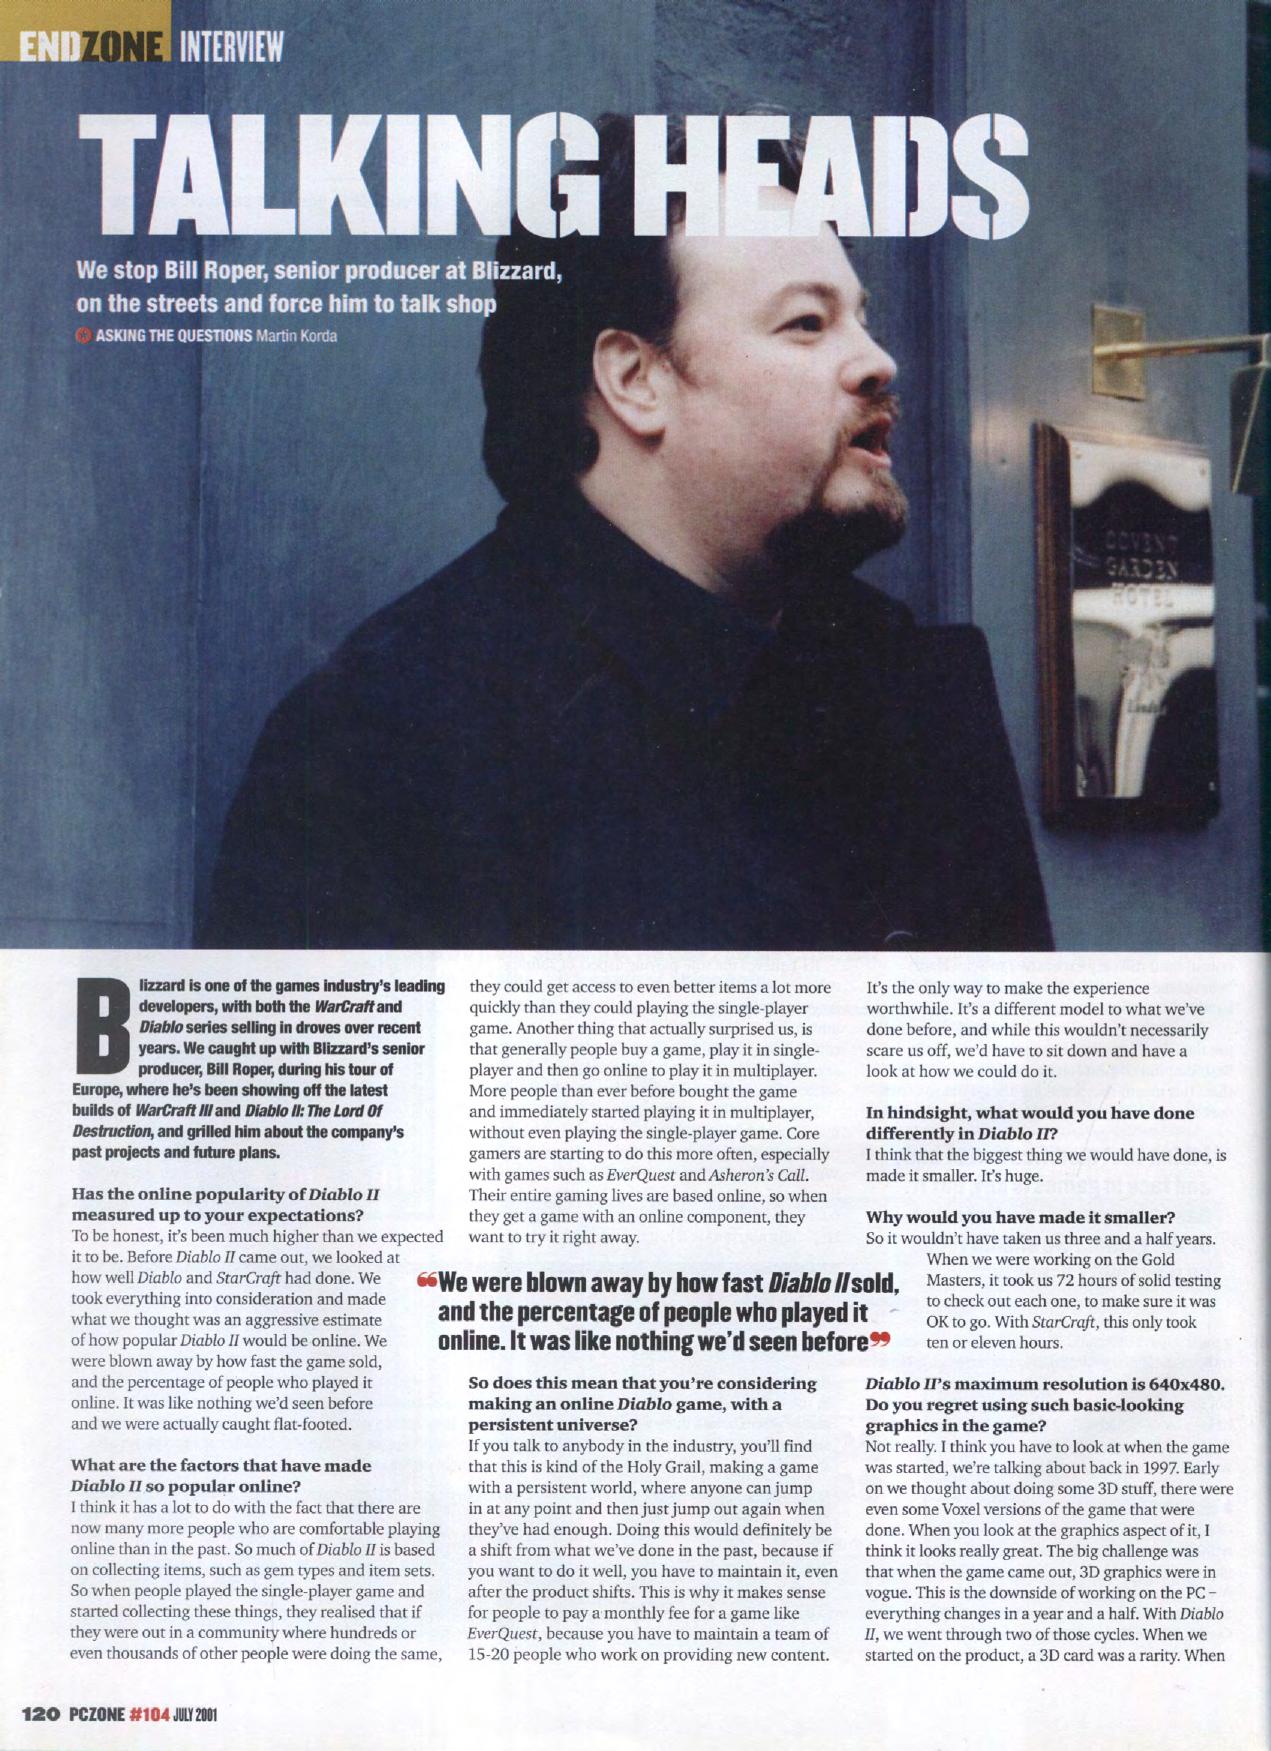 ENDZONE INTERVIEW
TALKING HEADS
We stop Bill Roper, senior producer at Blizzard,
on the streets and force him to talk shop
ASKING THE QUESTIONS Martin Korda
COVENT
GARDEN
HOTEL
London
Blizzard is one of the games industry's leading
developers, with both the WarCraft and
Diablo series selling in droves over recent
years. We caught up with Blizzard's senior
producer, Bill Roper, during his tour of
Europe, where he's been showing off the latest
builds of WarCraft III and Diablo II: The Lord Of
Destruction, and grilled him about the company's
past projects and future plans.
Has the online popularity of Diablo II
measured up to your expectations?
To be honest, it's been much higher than we expected
it to be. Before Diablo II came out, we looked at
how well Diablo and StarCraft had done. We
took everything into consideration and made
what we thought was an aggressive estimate
of how popular Diablo II would be online. We
were blown away by how fast the game sold,
and the percentage of people who played it
online. It was like nothing we'd seen before
and we were actually caught flat-footed.
What are the factors that have made
Diablo II so popular online?
I think it has a lot to do with the fact that there are
now many more people who are comfortable playing
online than in the past. So much of Diablo II is based
on collecting items, such as gem types and item sets.
So when people played the single-player game and
started collecting these things, they realised that if
they were out in a community where hundreds or
even thousands of other people were doing the same,
they could get access to even better items a lot more
quickly than they could playing the single-player
game. Another thing that actually surprised us, is
that generally people buy a game, play it in single-
player and then go online to play it in multiplayer.
More people than ever before bought the game
and immediately started playing it in multiplayer,
without even playing the single-player game. Core
gamers are starting to do this more often, especially
with games such as EverQuest and Asheron's Call.
Their entire gaming lives are based online, so when
they get a game with an online component, they
want to try it right away.
“We were blown away by how fast Diablo II sold,
and the percentage of people who played it
online. It was like nothing we'd seen before”
So does this mean that you're considering
making an online Diablo game, with a
persistent universe?
If you talk to anybody in the industry, you'll find
that this is kind of the Holy Grail, making a game
with a persistent world, where anyone can jump
in at any point and then just jump out again when
they've had enough. Doing this would definitely be
a shift from what we've done in the past, because if
you want to do it well, you have to maintain it, even
after the product shifts. This is why it makes sense
for people to pay a monthly fee for a game like
EverQuest, because you have to maintain a team of
15-20 people who work on providing new content.
It's the only way to make the experience
worthwhile. It's a different model to what we've
done before, and while this wouldn't necessarily
scare us off, we'd have to sit down and have a
look at how we could do it.
In hindsight, what would you have done
differently in Diablo II?
I think that the biggest thing we would have done, is
made it smaller. It's huge.
Why would you have made it smaller?
So it wouldn't have taken us three and a half years.
When we were working on the Gold
Masters, it took us 72 hours of solid testing
to check out each one, to make sure it was
OK to go. With StarCraft, this only took
ten or eleven hours.
Diablo II's maximum resolution is 640x480.
Do you regret using such basic-looking
graphics in the game?
Not really. I think you have to look at when the game
was started, we're talking about back in 1997. Early
on we thought about doing some 3D stuff, there were
even some Voxel versions of the game that were
done. When you look at the graphics aspect of it, I
think it looks really great. The big challenge was
that when the game came out, 3D graphics were in
vogue. This is the downside of working on the PC –
everything changes in a year and a half. With Diablo
II, we went through two of those cycles. When we
started on the product, a 3D card was a rarity. When
120 PCZONE #104 JULY 2001